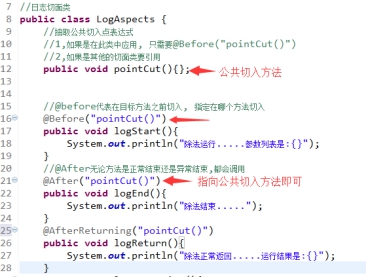 7 //日志切面类
8 public class LogAspects {
9 //抽取公共切入点表达式
10 //1,如果是在此类中应用, 只需要@Before("pointCut()")
11 //2,如果是其他的切面类要引用
12 public void pointCut(){}; 公共切入方法
13
14
15 //@before代表在目标方法之前切入, 指定在哪个方法切入
16 @Before("pointCut()")
17 public void logStart(){
18 System.out.println("除法运行.....参数列表是:{}");
19 }
20 //@After无论方法是正常结束还是异常结束,都会调用
21 @After("pointCut()") 指向公共切入方法即可
22 public void logEnd(){
23 System.out.println("除法结束.....");
24 }
25 @AfterReturning("pointCut()")
26 public void logReturn(){
27 System.out.println("除法正常返回.....运行结果是:{}");
28 }